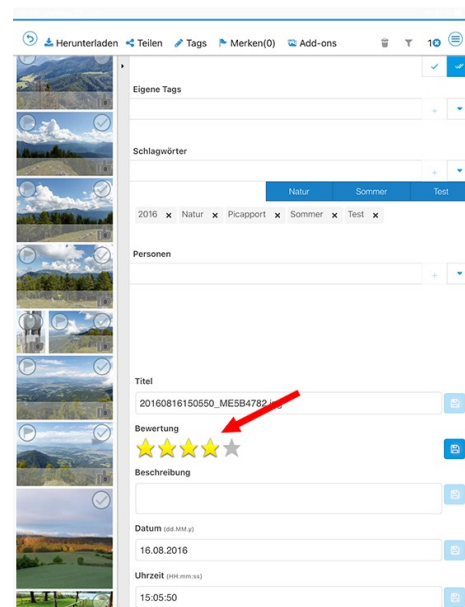 Herunterladen Teilen Tags Merken(0) Add-ons 1
Eigene Tags
Schlagwörter
Natur Sommer Test
2016 x Natur x Picapport x Sommer x Test x
Personen
Titel
20160816150550_ME5B4782.jpg
Bewertung
Beschreibung
Datum (dd.MM.y)
16.08.2016
Uhrzeit (HH:mm:ss)
15:05:50